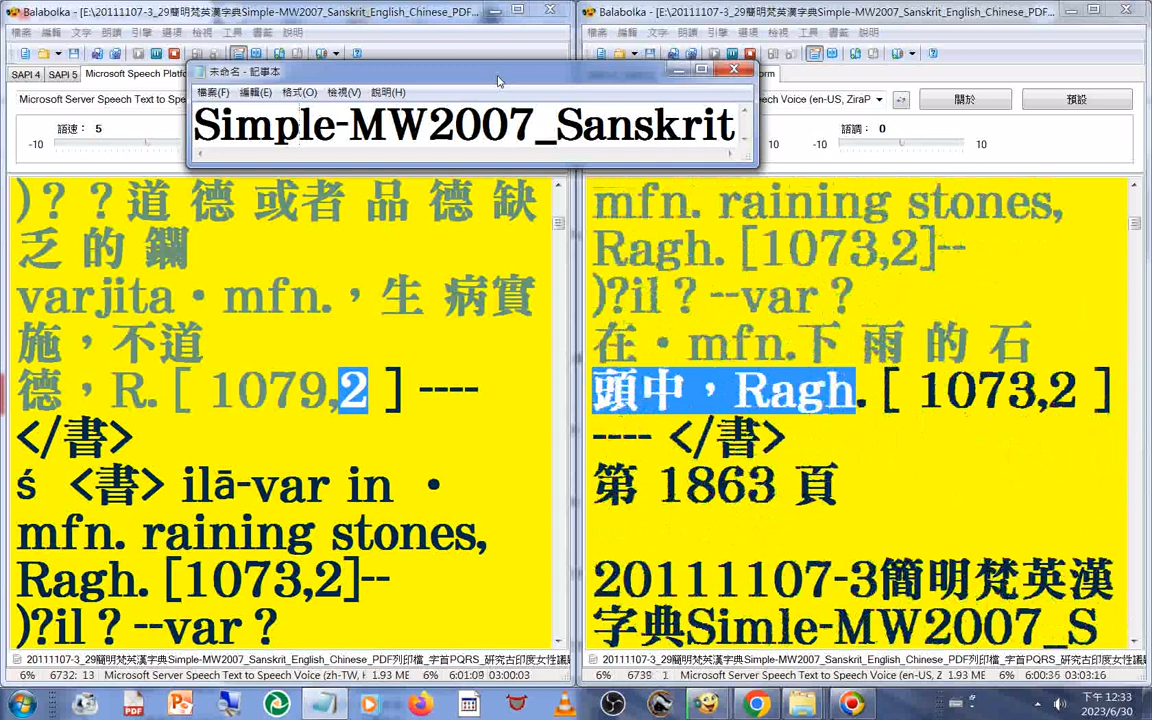 Balabolka - [E:\20111107-3_29簡明梵英漢字典Simple-MW2007_Sanskrit_English_Chinese_PDF...
檔案 編輯 文字 朗讀 引擎 選項 檢視 工具 書籤 說明
SAPI 4 SAPI 5 Microsoft Speech Platfo
Microsoft Server Speech Text to Spe
語速： 5
-10
)？？道 德 或者 品 德 缺
乏 的 鑭
varjita・mfn.，生 病實
施，不道
德，R. [ 1079,2 ] ----
</書>
ś <書> ilā-var in ・
mfn. raining stones,
Ragh. [1073,2]--
)?il？--var？
20111107-3_29簡明梵英漢字典Simple-MW2007_Sanskrit_English_Chinese_PDF列印檔_字首PQRS_研究古印度女性議
6% 6732: 13 Microsoft Server Speech Text to Speech Voice (zh-TW, 1.93 ME 6% 6:01:09 03:00:03
未命名 - 記事本
檔案(F) 編輯(E) 格式(O) 檢視(V) 說明(H)
Simple-MW2007_Sanskrit
Balabolka - [E:\20111107-3_29簡明梵英漢字典Simple-MW2007_Sanskrit_English_Chinese_PDF...
檔案 編輯 文字 朗讀 引擎 選項 檢視 工具 書籤 說明
orm
ech Voice (en-US, ZiraP 關於 預設
語調： 0
10 -10 10
mfn. raining stones,
Ragh. [1073,2]--
)?il？--var？
在・mfn.下 雨 的 石
頭中，Ragh. [ 1073,2 ]
---- </書>
第 1863 頁
20111107-3簡明梵英漢
字典Simle-MW2007_S
20111107-3_29簡明梵英漢字典Simple-MW2007_Sanskrit_English_Chinese_PDF列印檔_字首PQRS_研究古印度女性議
6% 6735: 1 Microsoft Server Speech Text to Speech Voice (en-US, Z 1.93 ME 6% 6:01:09 03:03:16
下午 12:33
2023/6/30